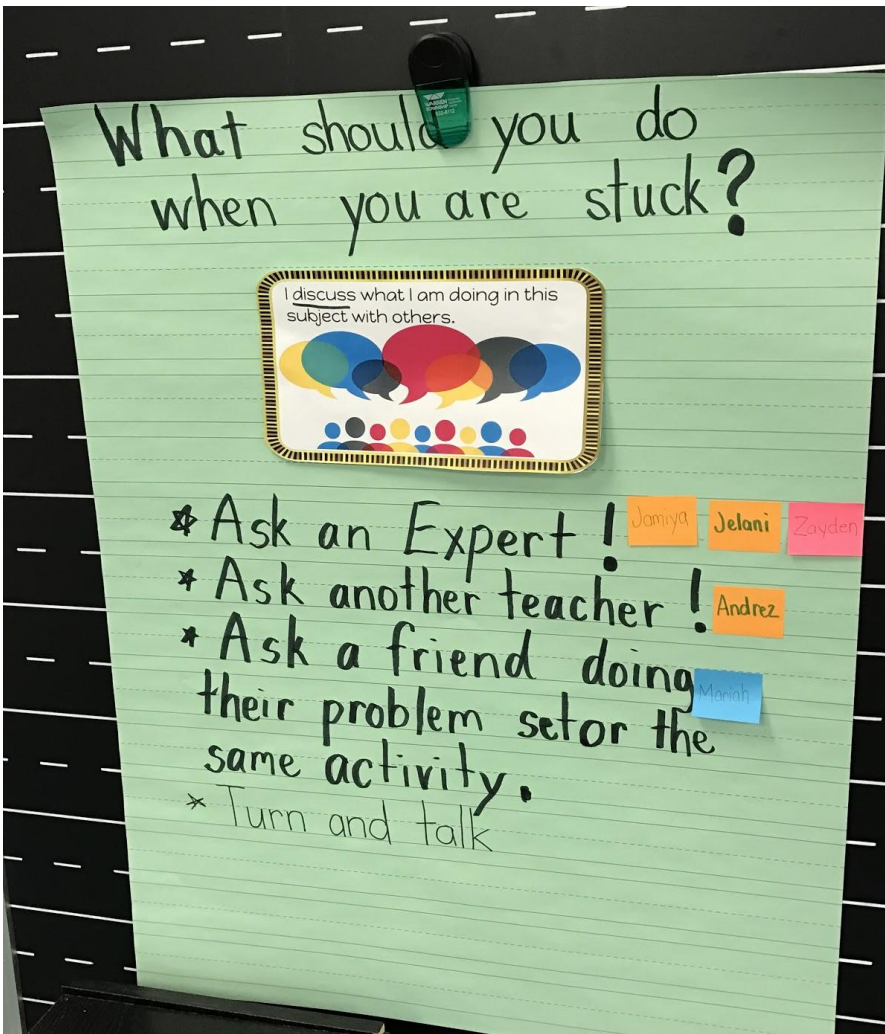 What should you do
when you are stuck?
I discuss what I am doing in this
subject with others.
* Ask an Expert! Jamiya Jelani Zayden
* Ask another teacher! Andrez
* Ask a friend doing Mariah
their problem set or the
same activity.
* Turn and talk